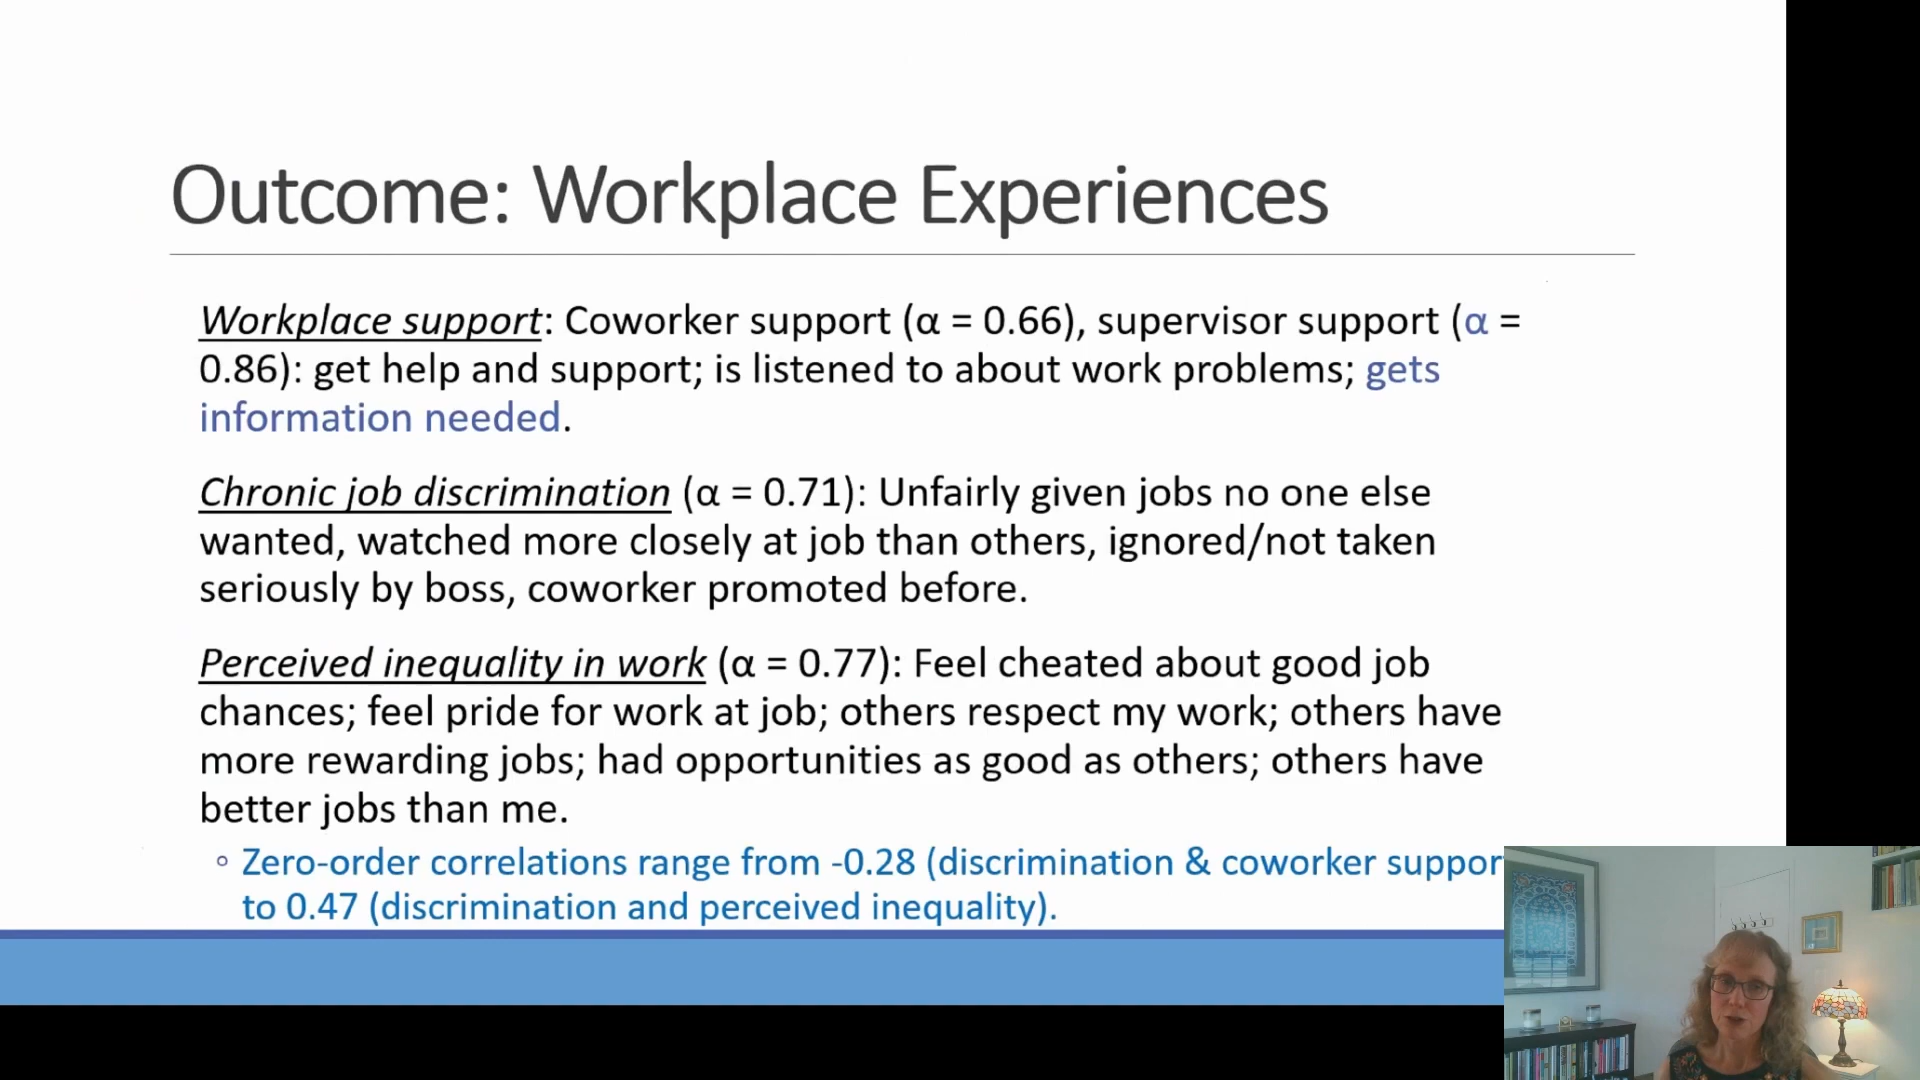 Outcome: Workplace Experiences
Workplace support: Coworker support (α = 0.66), supervisor support (α =
0.86): get help and support; is listened to about work problems; gets
information needed.
Chronic job discrimination (α = 0.71): Unfairly given jobs no one else
wanted, watched more closely at job than others, ignored/not taken
seriously by boss, coworker promoted before.
Perceived inequality in work (α = 0.77): Feel cheated about good job
chances; feel pride for work at job; others respect my work; others have
more rewarding jobs; had opportunities as good as others; others have
better jobs than me.
◦ Zero-order correlations range from -0.28 (discrimination & coworker suppor
to 0.47 (discrimination and perceived inequality).